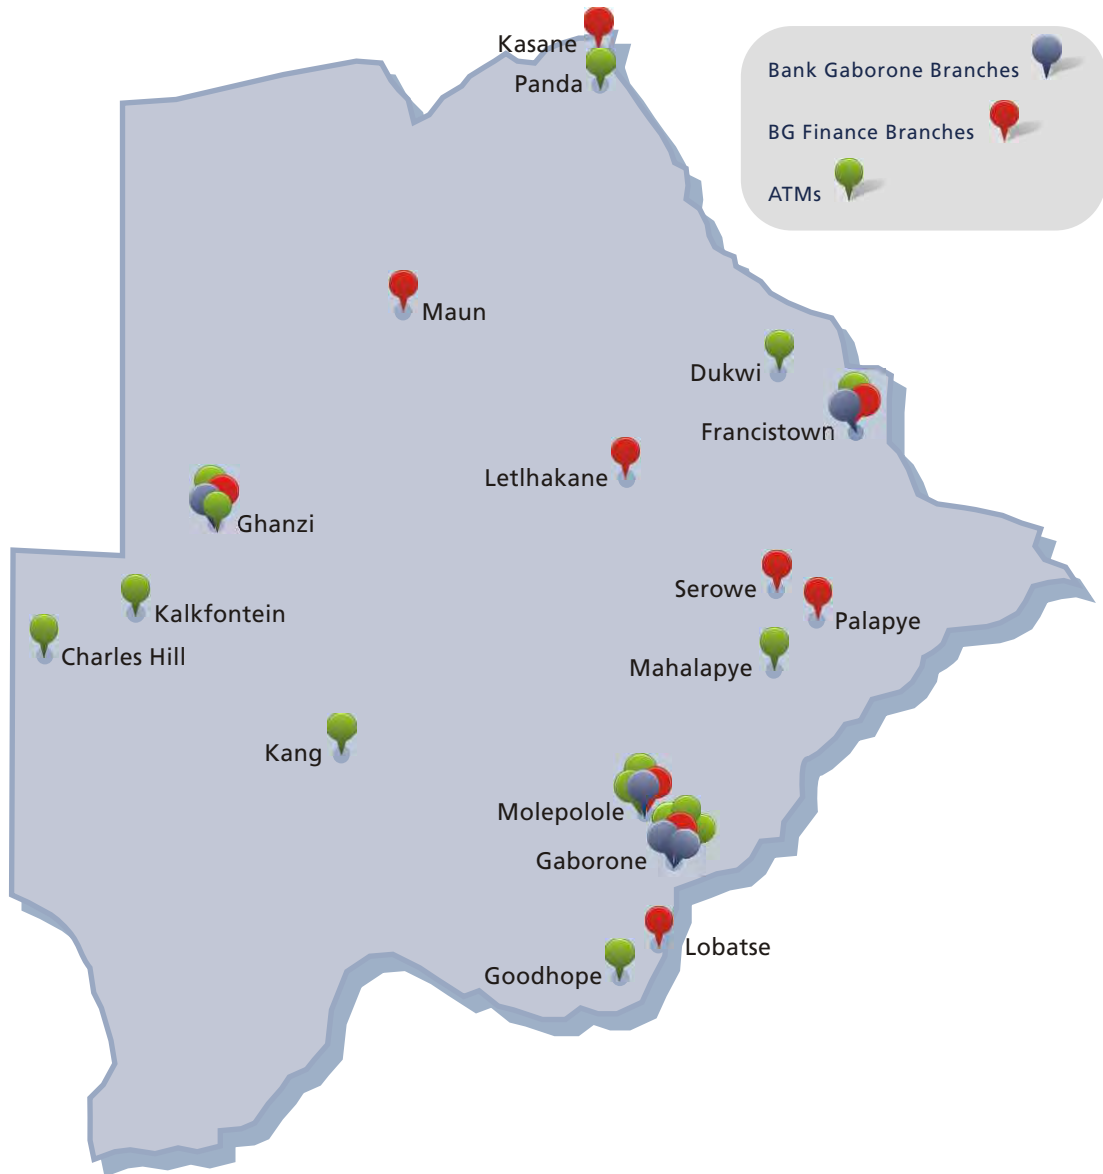 Kasane
Panda
Bank Gaborone Branches
BG Finance Branches
ATMs
Maun
Dukwi
Francistown
Letlhakane
Ghanzi
Serowe
Palapye
Kalkfontein
Charles Hill
Mahalapye
Kang
Molepolole
Gaborone
Lobatse
Goodhope